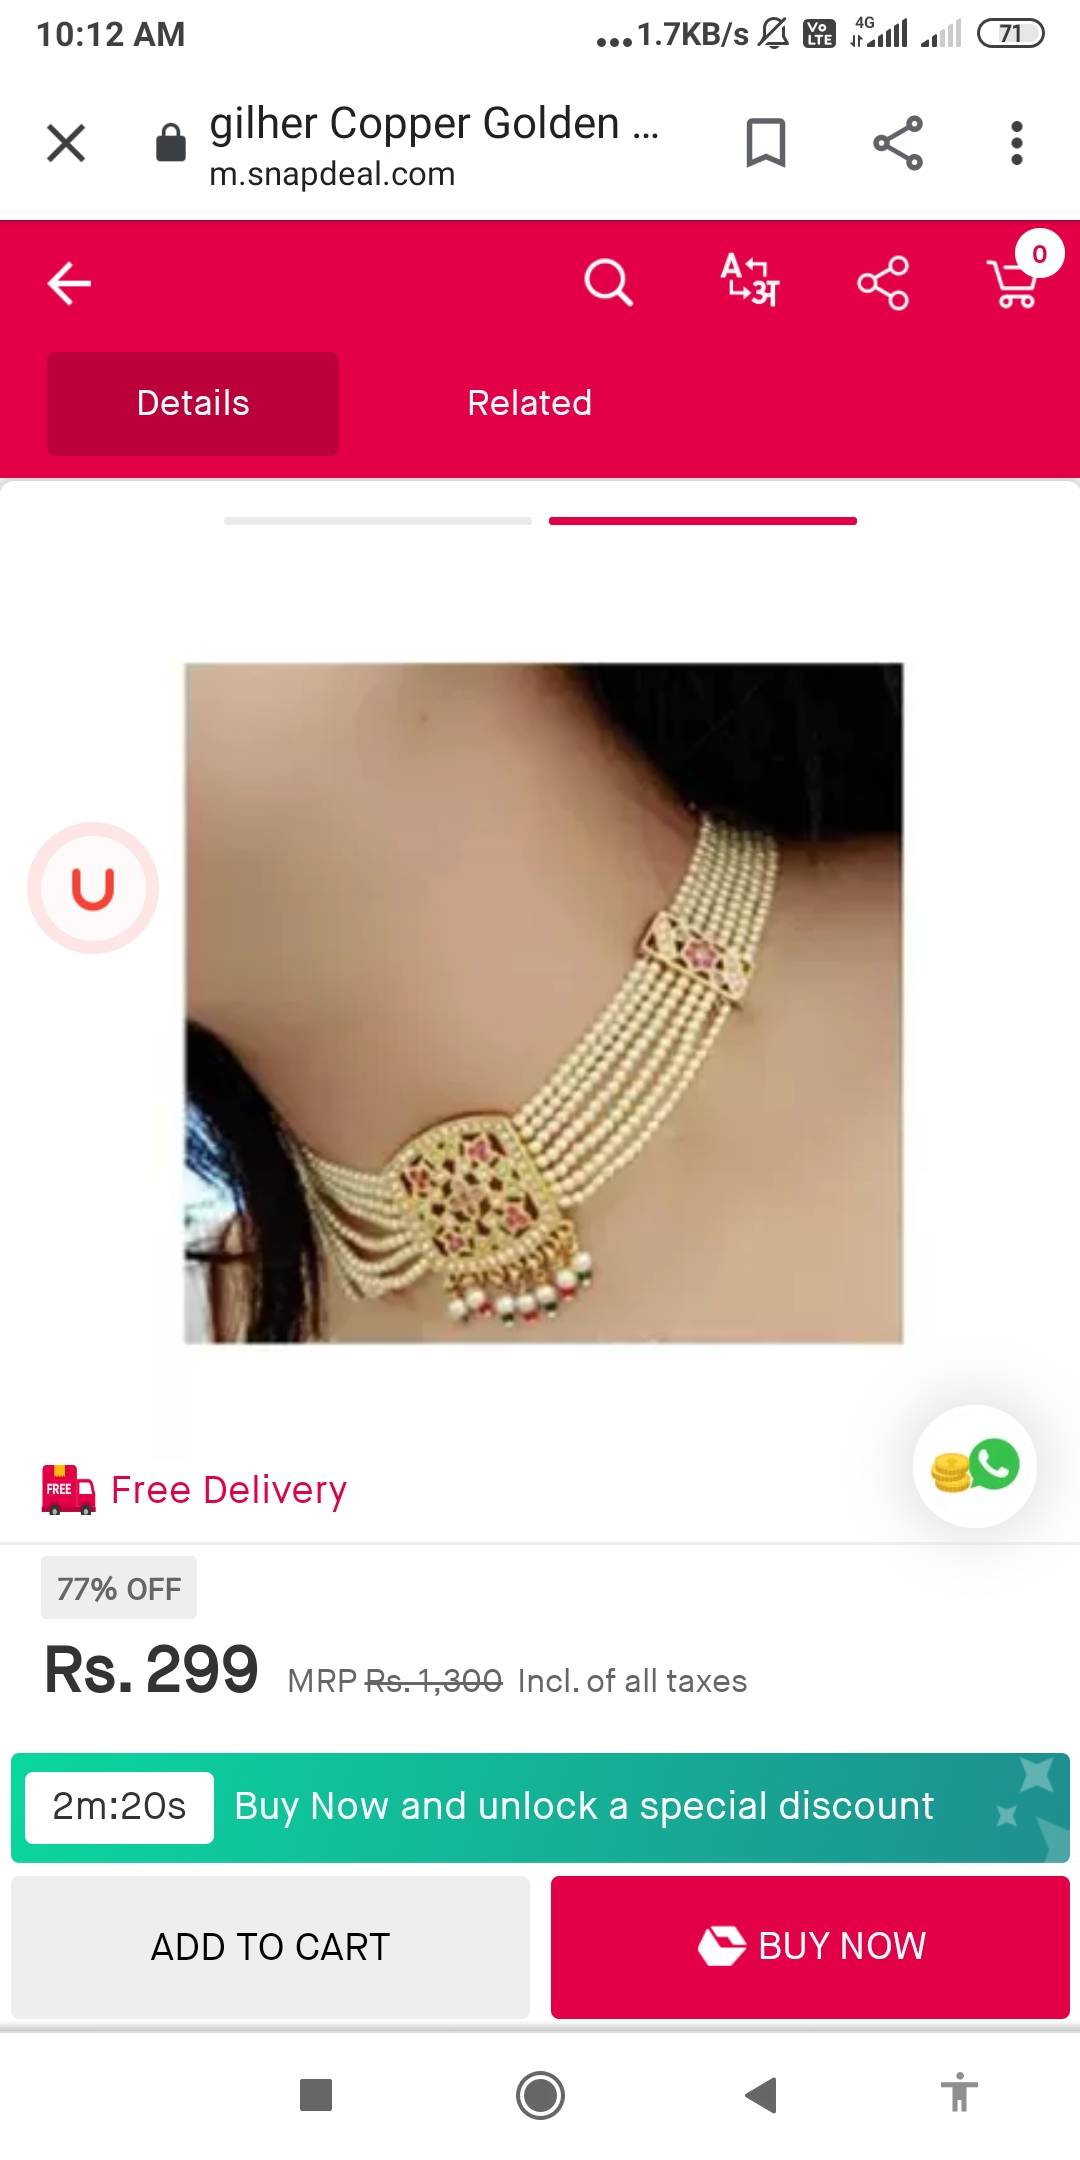 10:12 AM
...1.7KB/s Vo LTE 4G 71
gilher Copper Golden ...
m.snapdeal.com
0
A अ
Details Related
U
FREE Free Delivery
77% OFF
Rs. 299 MRP Rs. 1,300 Incl. of all taxes
2m:20s Buy Now and unlock a special discount
ADD TO CART BUY NOW